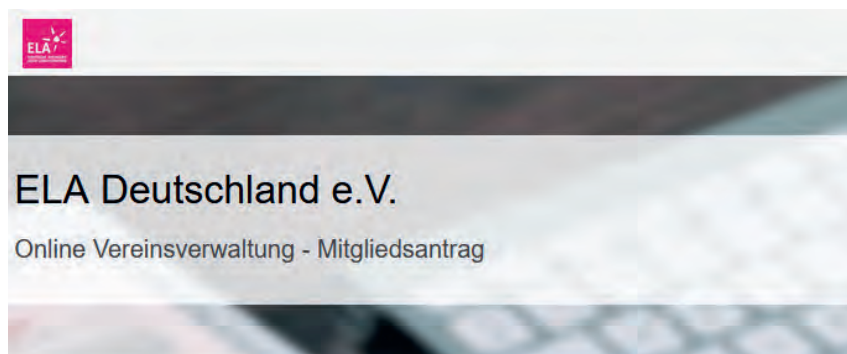 ELA
ELA Deutschland e.V.
Online Vereinsverwaltung - Mitgliedsantrag